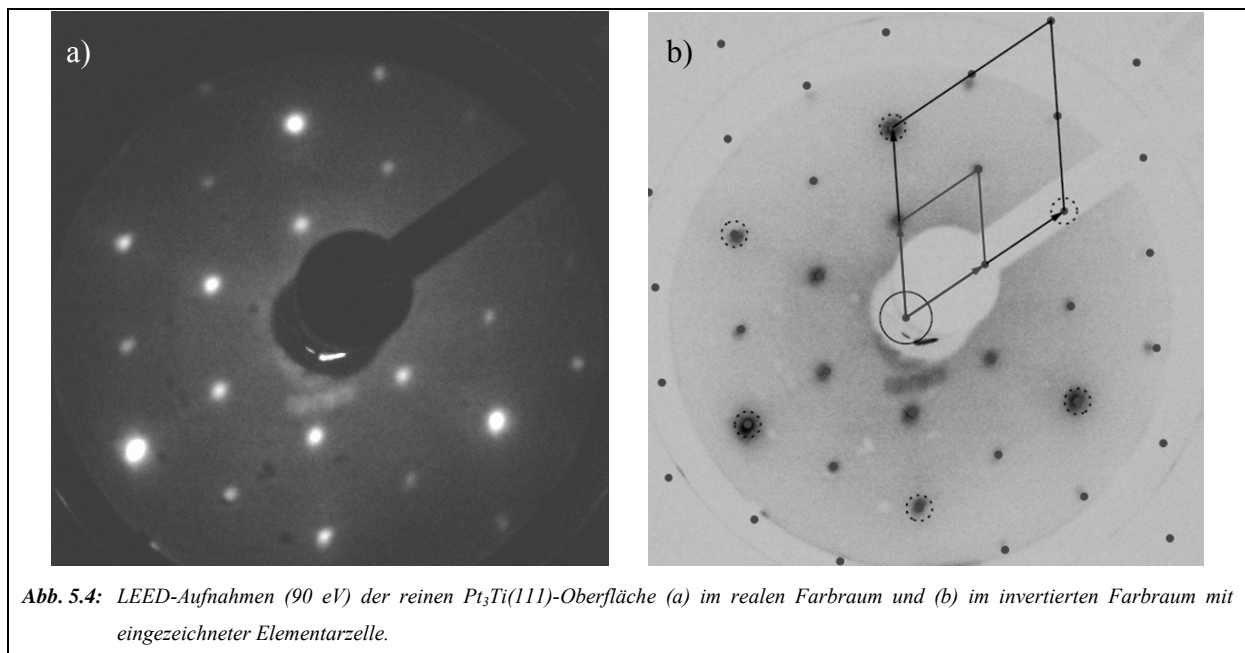 a)
b)
Abb. 5.4: LEED-Aufnahmen (90 eV) der reinen Pt₃Ti(111)-Oberfläche (a) im realen Farbraum und (b) im invertierten Farbraum mit
eingezeichneter Elementarzelle.